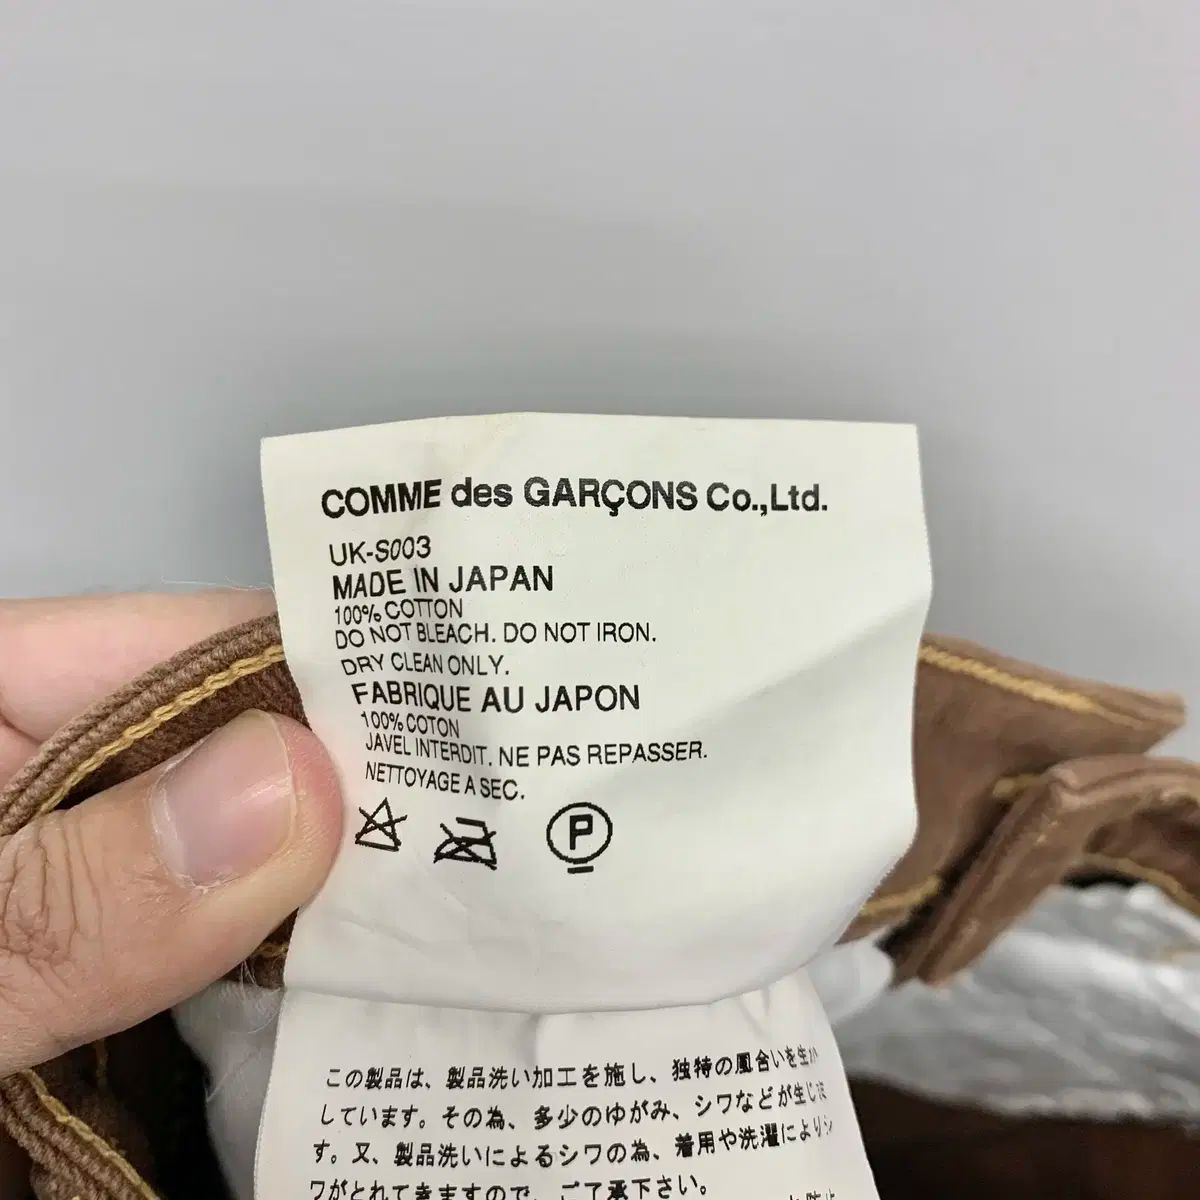 COMME des GARÇONS Co.,Ltd.
UK-S003
MADE IN JAPAN
100% COTTON
DO NOT BLEACH. DO NOT IRON.
DRY CLEAN ONLY.
FABRIQUE AU JAPON
100% COTON
JAVEL INTERDIT. NE PAS REPASSER.
NETTOYAGE A SEC.
P
この製品は、製品洗い加工を施し、独特の風合いを生か
しています。その為、多少のゆがみ、シワなどが生じま
す。又、製品洗いによるシワの為、着用や洗濯によりシ
ワがとれてきますので、ご了承下さい。